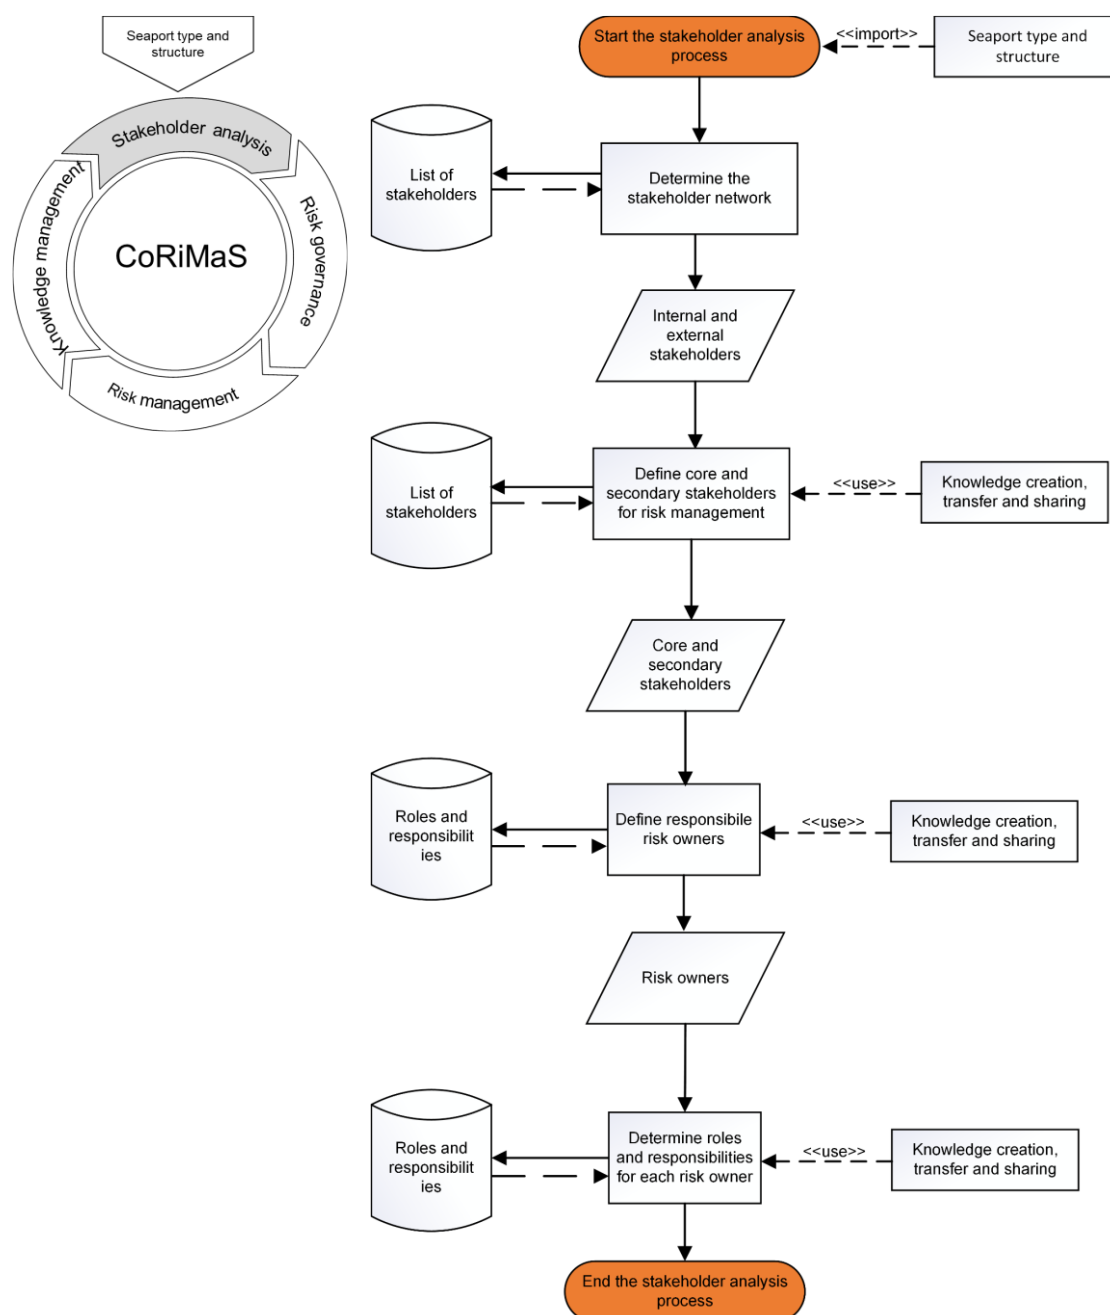 Seaport type and
structure
Stakeholder analysis
Risk governance
Risk management
Knowledge management
CoRiMaS
Start the stakeholder analysis
process
<<import>>
Seaport type and
structure
List of
stakeholders
Determine the
stakeholder network
Internal and
external
stakeholders
List of
stakeholders
Define core and
secondary stakeholders
for risk management
<<use>>
Knowledge creation,
transfer and sharing
Core and
secondary
stakeholders
Roles and
responsibilit
ies
Define responsibile
risk owners
<<use>>
Knowledge creation,
transfer and sharing
Risk owners
Roles and
responsibilit
ies
Determine roles
and responsibilities
for each risk owner
<<use>>
Knowledge creation,
transfer and sharing
End the stakeholder analysis
process